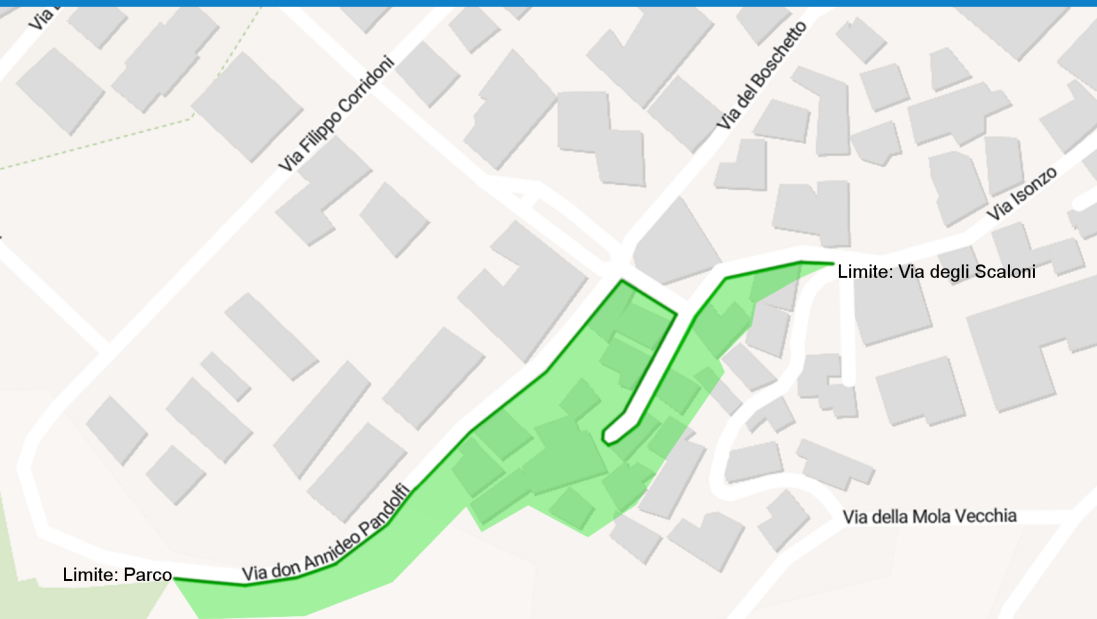 Via
Via del Boschetto
Via Filippo Corridoni
Via Isonzo
Limite: Via degli Scaloni
Via don Annideo Pandolfi
Via della Mola Vecchia
Limite: Parco